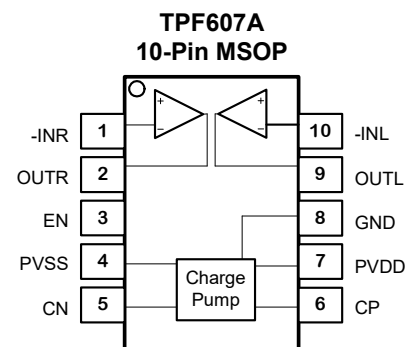 TPF607A
10-Pin MSOP
-INR 1 + − + − 10 -INL
OUTR 2 9 OUTL
EN 3 8 GND
PVSS 4 Charge Pump 7 PVDD
CN 5 6 CP